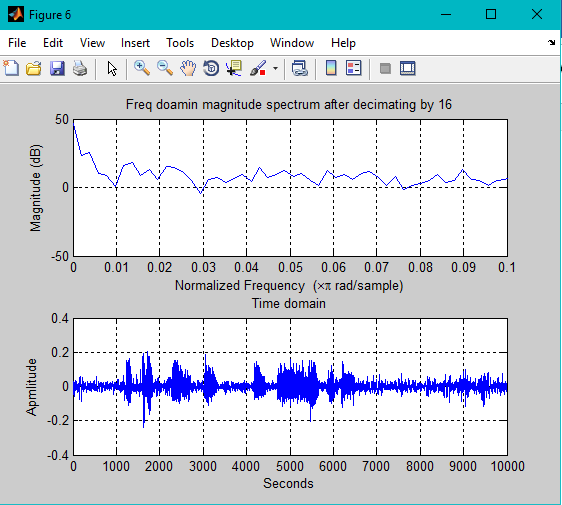 Figure 6
File Edit View Insert Tools Desktop Window Help
Freq doamin magnitude spectrum after decimating by 16
50
0
-50
Magnitude (dB)
0 0.01 0.02 0.03 0.04 0.05 0.06 0.07 0.08 0.09 0.1
Normalized Frequency (×π rad/sample)
Time domain
0.4
0.2
0
-0.2
-0.4
Apmlitude
0 1000 2000 3000 4000 5000 6000 7000 8000 9000 10000
Seconds